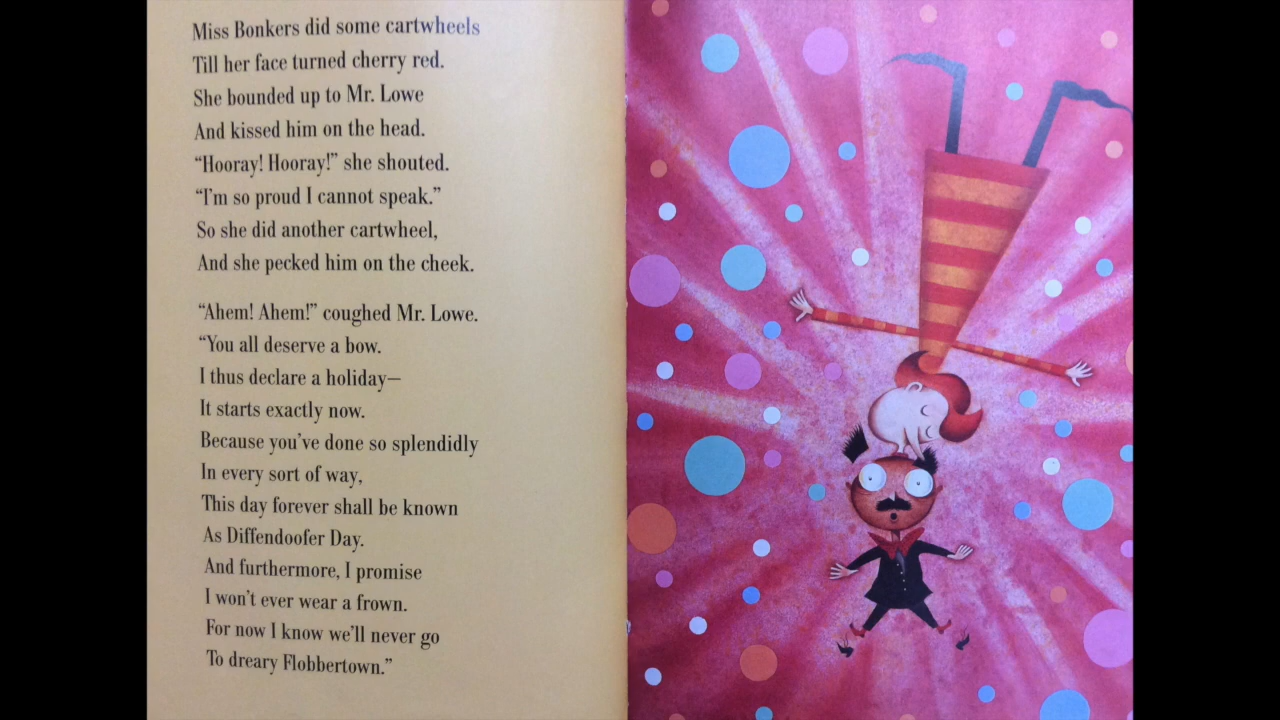 Miss Bonkers did some cartwheels
Till her face turned cherry red.
She bounded up to Mr. Lowe
And kissed him on the head.
“Hooray! Hooray!” she shouted.
“I’m so proud I cannot speak.”
So she did another cartwheel,
And she pecked him on the cheek.
“Ahem! Ahem!” coughed Mr. Lowe.
“You all deserve a bow.
I thus declare a holiday—
It starts exactly now.
Because you’ve done so splendidly
In every sort of way,
This day forever shall be known
As Diffendoofer Day.
And furthermore, I promise
I won’t ever wear a frown.
For now I know we’ll never go
To dreary Flobbertown.”